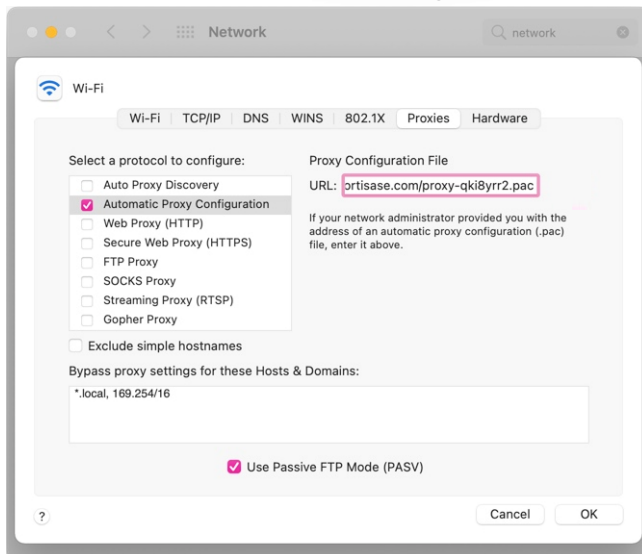 Network
network
Wi-Fi
Wi-Fi TCP/IP DNS WINS 802.1X Proxies Hardware
Select a protocol to configure:
Auto Proxy Discovery
Automatic Proxy Configuration
Web Proxy (HTTP)
Secure Web Proxy (HTTPS)
FTP Proxy
SOCKS Proxy
Streaming Proxy (RTSP)
Gopher Proxy
Proxy Configuration File
URL: ortisase.com/proxy-qki8yrr2.pac
If your network administrator provided you with the
address of an automatic proxy configuration (.pac)
file, enter it above.
Exclude simple hostnames
Bypass proxy settings for these Hosts & Domains:
*.local, 169.254/16
Use Passive FTP Mode (PASV)
?
Cancel OK